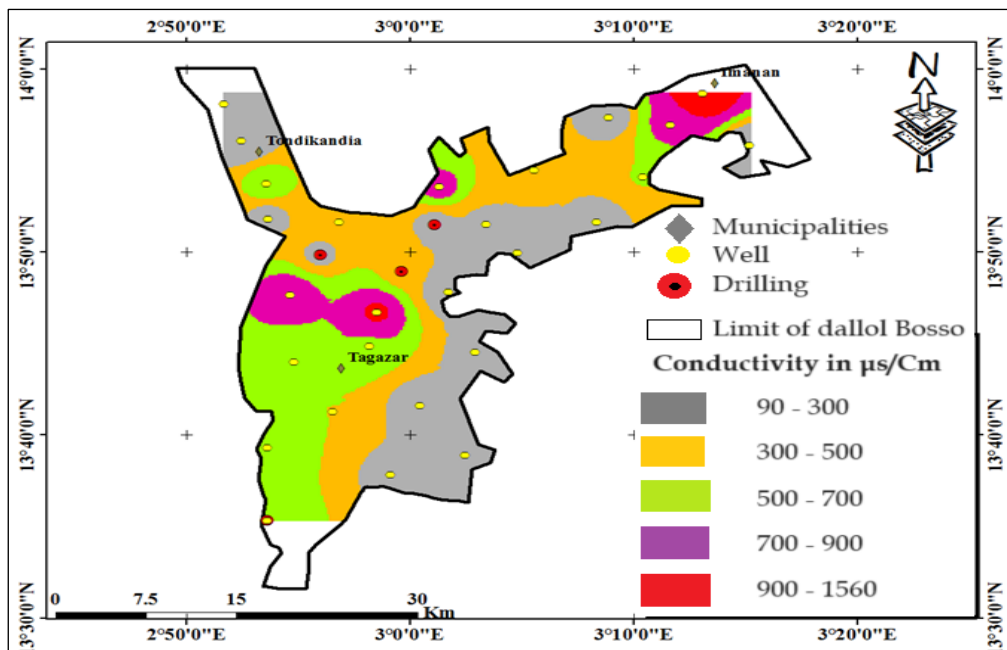 2°50'0"E 3°0'0"E 3°10'0"E 3°20'0"E
14°0'0"N 14°0'0"N
Imanan
N
Tondikandia
Municipalities
13°50'0"N 13°50'0"N
Well
Drilling
Limit of dallol Bosso
Tagazar
Conductivity in µs/Cm
90 - 300
13°40'0"N 13°40'0"N
300 - 500
500 - 700
700 - 900
900 - 1560
0 7.5 15 30
Km
13°30'0"N 13°30'0"N
2°50'0"E 3°0'0"E 3°10'0"E 3°20'0"E